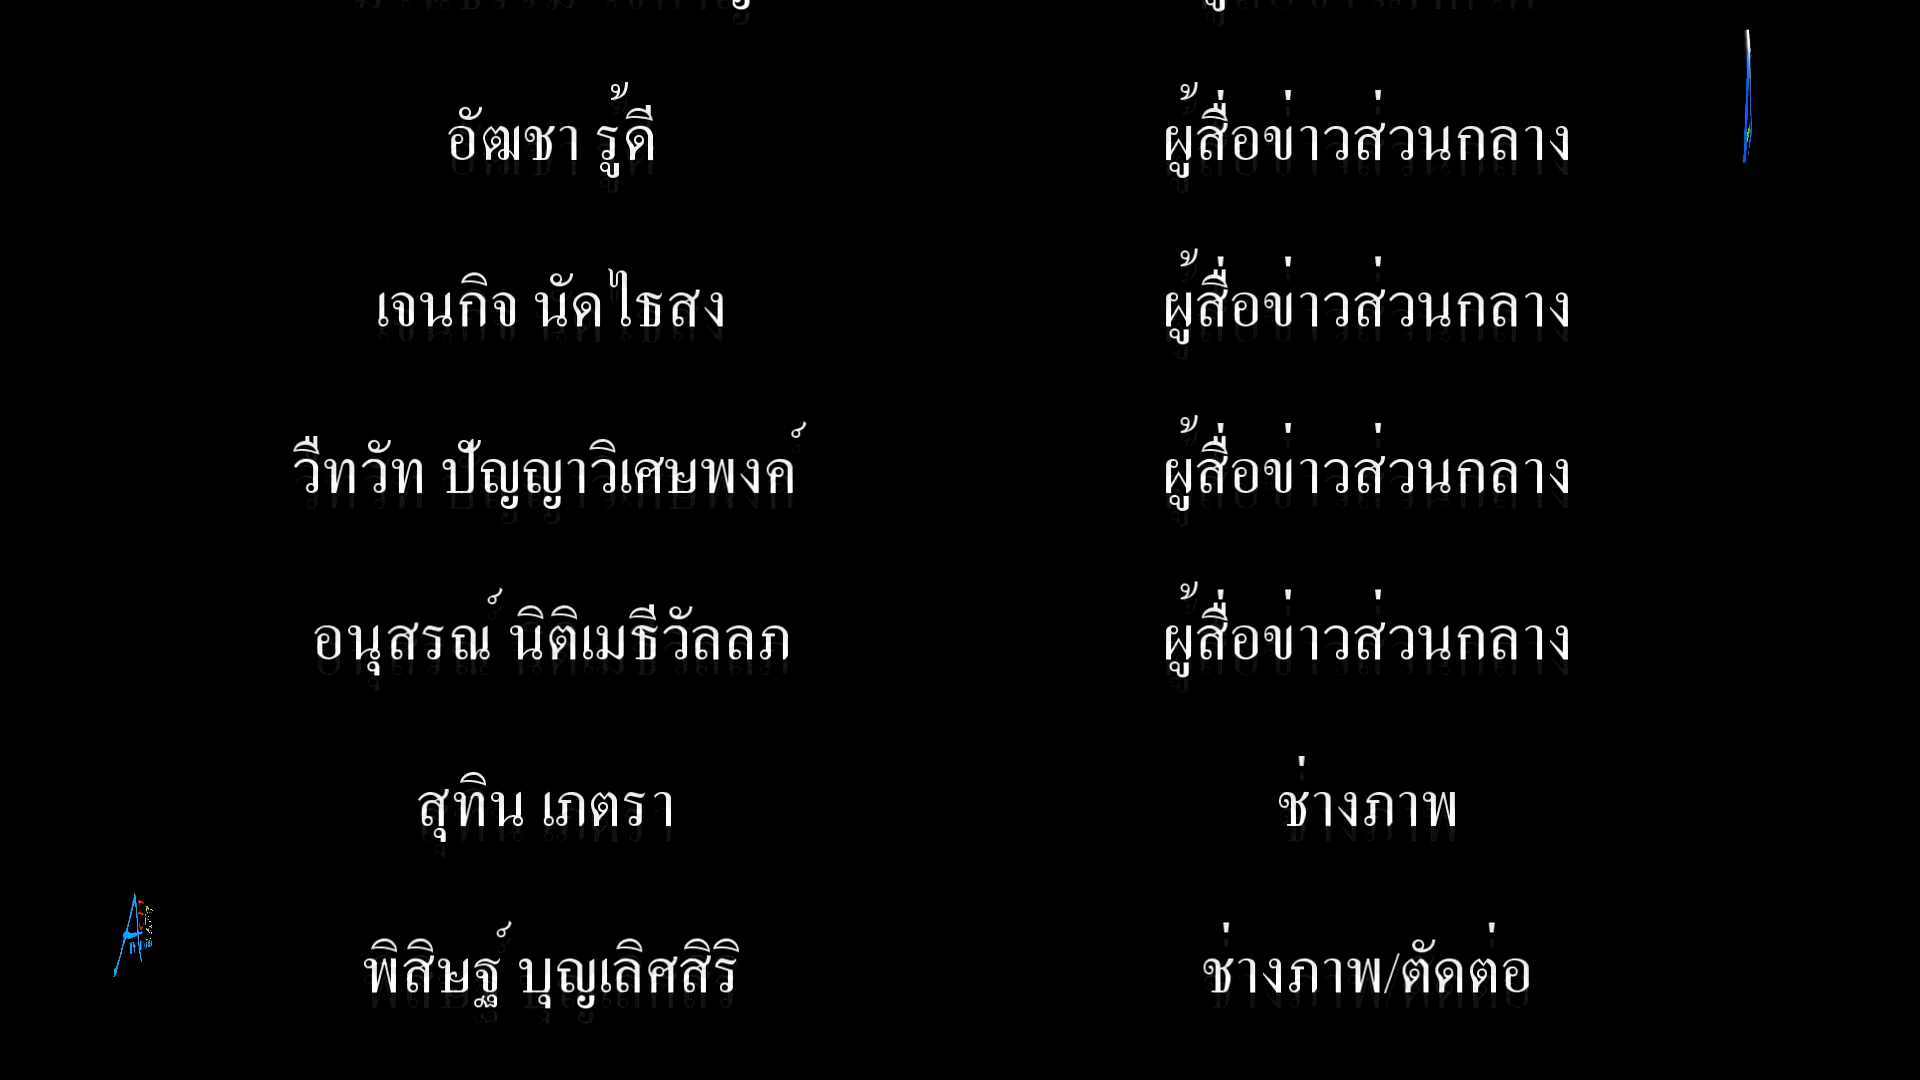 อัฒชา รู้ดี ผู้สื่อข่าวส่วนกลาง
เจนกิจ นัดไธสง ผู้สื่อข่าวส่วนกลาง
วืทวัท ปัญญาวิเศษพงค์ ผู้สื่อข่าวส่วนกลาง
อนุสรณ์ นิติเมธีวัลลภ ผู้สื่อข่าวส่วนกลาง
สุทิน เภตรา ช่างภาพ
พิสิษฐ์ บุญเลิศสิริ ช่างภาพ/ตัดต่อ